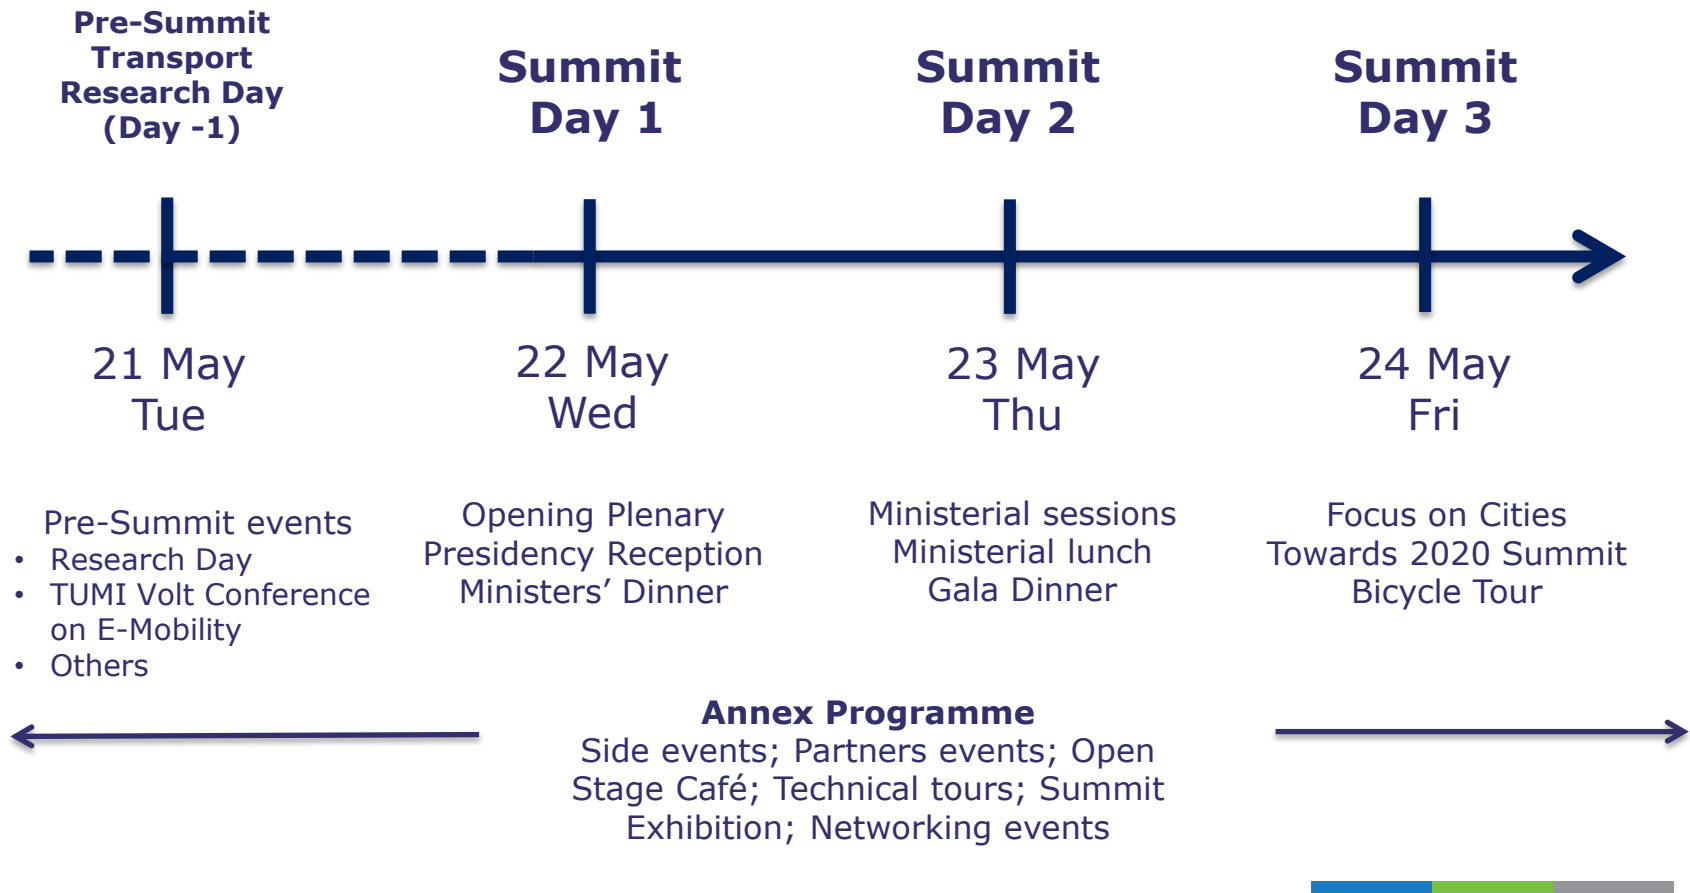 Pre-Summit
Transport
Research Day
(Day -1)
Summit
Day 1
Summit
Day 2
Summit
Day 3
21 May
Tue
22 May
Wed
23 May
Thu
24 May
Fri
Pre-Summit events
• Research Day
• TUMI Volt Conference
on E-Mobility
• Others
Opening Plenary
Presidency Reception
Ministers’ Dinner
Ministerial sessions
Ministerial lunch
Gala Dinner
Focus on Cities
Towards 2020 Summit
Bicycle Tour
Annex Programme
Side events; Partners events; Open
Stage Café; Technical tours; Summit
Exhibition; Networking events